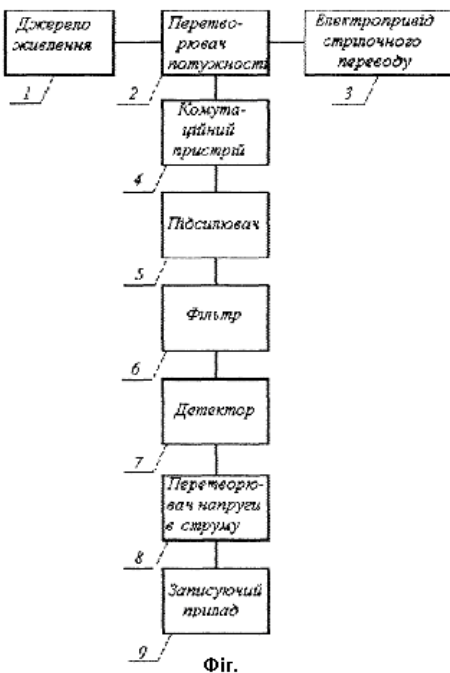 Джерело
живлення
Перетво-
рювач
потужності
Електропривід
стрілочного
переводу
1
2
3
Комута-
ційний
пристрій
4
Підсилювач
5
Фільтр
6
Детектор
7
Перетворю-
вач напруги
в струму
8
Записуючий
прилад
9
Фіг.